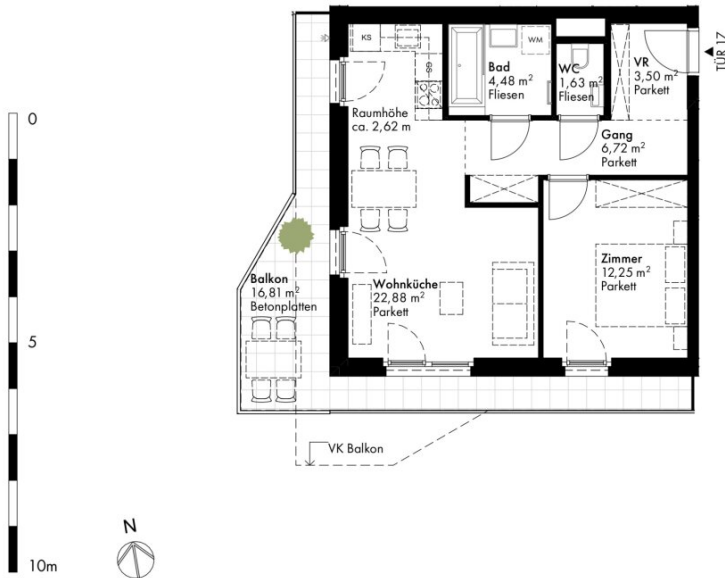 KS
GS
WM
Bad
4,48 m²
Fliesen
WC
1,63 m²
Fliesen
VR
3,50 m²
Parkett
TÜR 17
Raumhöhe
ca. 2,62 m
Gang
6,72 m²
Parkett
Zimmer
12,25 m²
Parkett
Balkon
16,81 m²
Betonplatten
Wohnküche
22,88 m²
Parkett
VK Balkon
0
5
10m
N